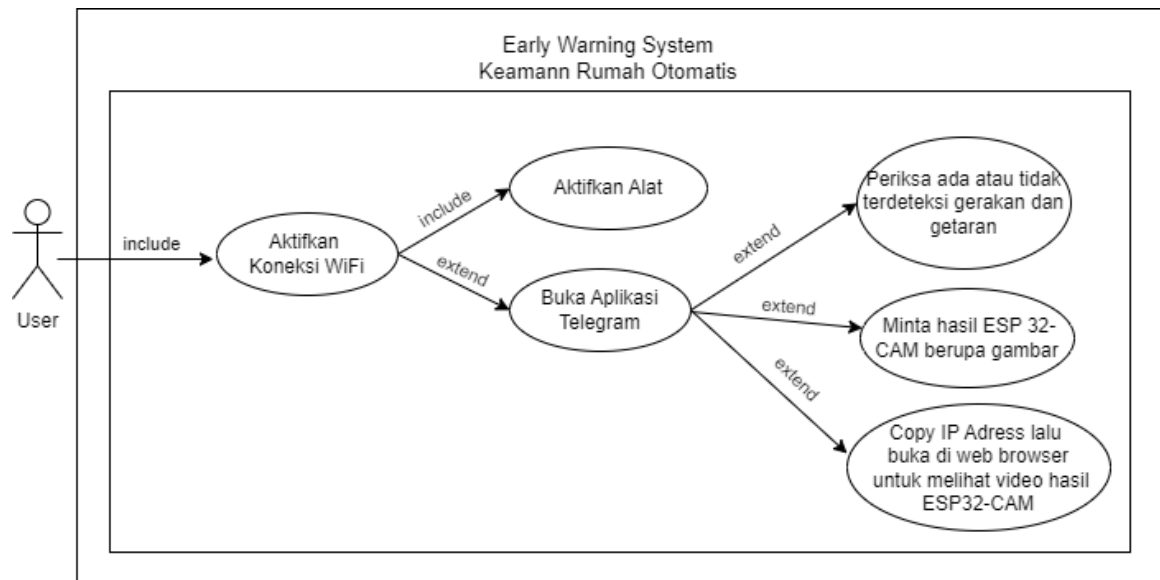 Early Warning System
Keamann Rumah Otomatis
User
include
Aktifkan
Koneksi WiFi
include
extend
Aktifkan Alat
Buka Aplikasi
Telegram
extend
extend
extend
Periksa ada atau tidak
terdeteksi gerakan dan
getaran
Minta hasil ESP 32-
CAM berupa gambar
Copy IP Adress lalu
buka di web browser
untuk melihat video hasil
ESP32-CAM